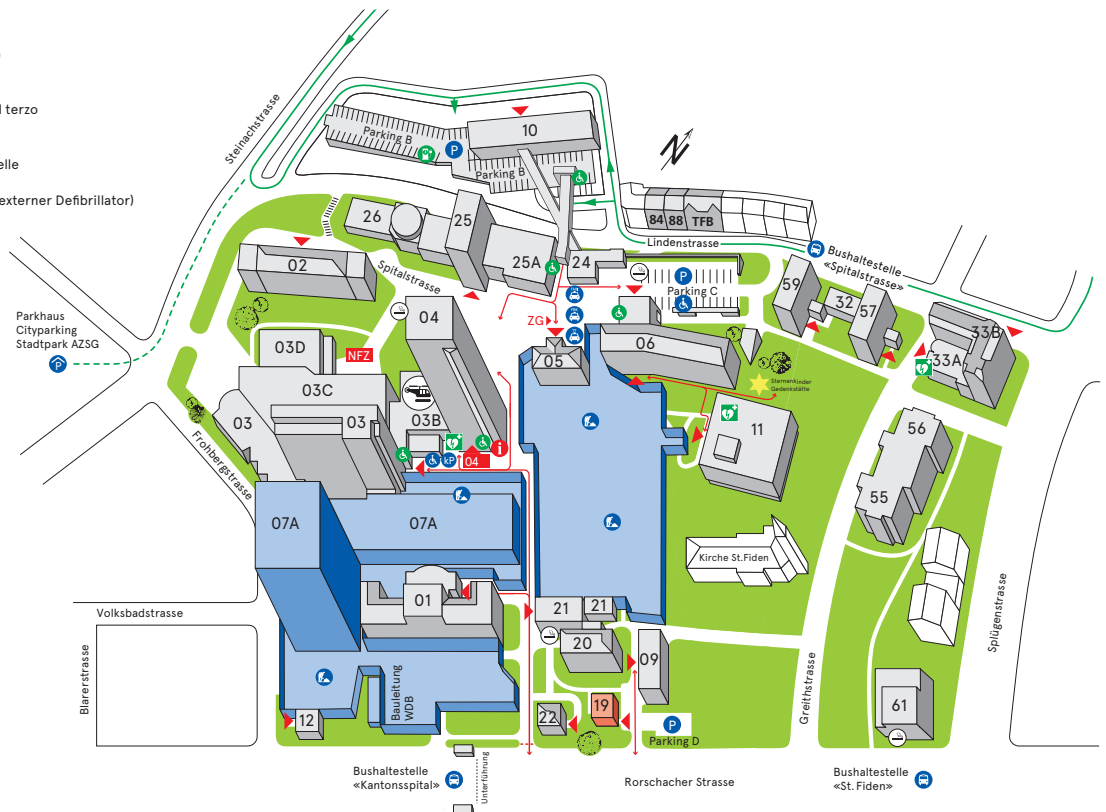 l terzo
elle
externer Defibrillator)
Steinachstrasse
Parking B
P
10
Parking B
N
84
88
TFB
Lindenstrasse
Bushaltestelle
«Spitalstrasse»
26
25
25A
24
02
Spitalstrasse
P
Parking C
59
32
57
33B
33A
Parkhaus
Cityparking
Stadtpark AZSG
P
04
ZG
03D
NFZ
05
06
Sternenkinder
Gedenkstätte
03C
03
03
03B
kP
04
i
11
56
55
Frohbergstrasse
07A
07A
Kirche St.Fiden
01
21
21
20
09
Volksbadstrasse
Blarerstrasse
Bauleitung
WDB
12
22
19
P
Parking D
Greithstrasse
Splügenstrasse
61
Bushaltestelle
«Kantonsspital»
Unterführung
Rorschacher Strasse
Bushaltestelle
«St. Fiden»